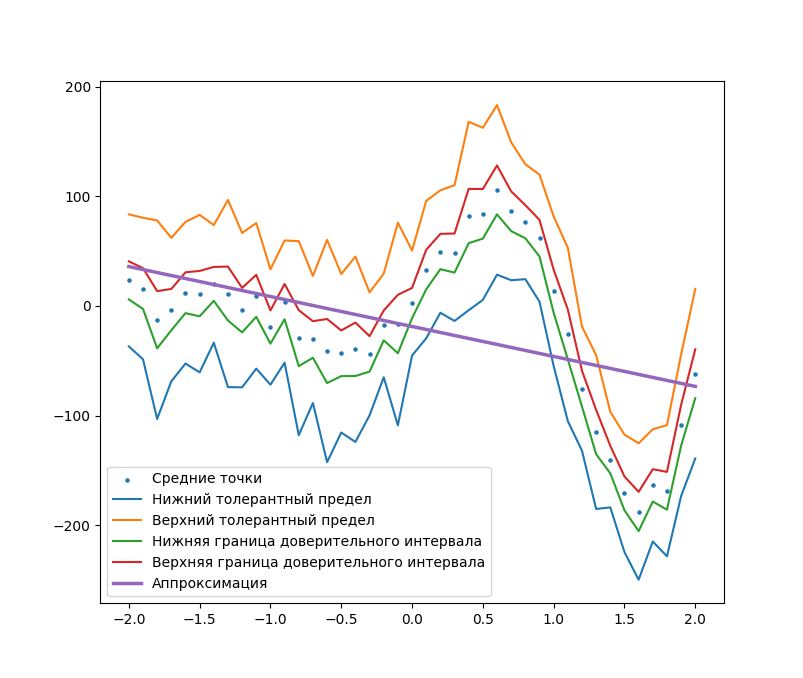 200
100
0
−100
−200
Средние точки
Нижний толерантный предел
Верхний толерантный предел
Нижняя граница доверительного интервала
Верхняя граница доверительного интервала
Аппроксимация
−2.0 −1.5 −1.0 −0.5 0.0 0.5 1.0 1.5 2.0